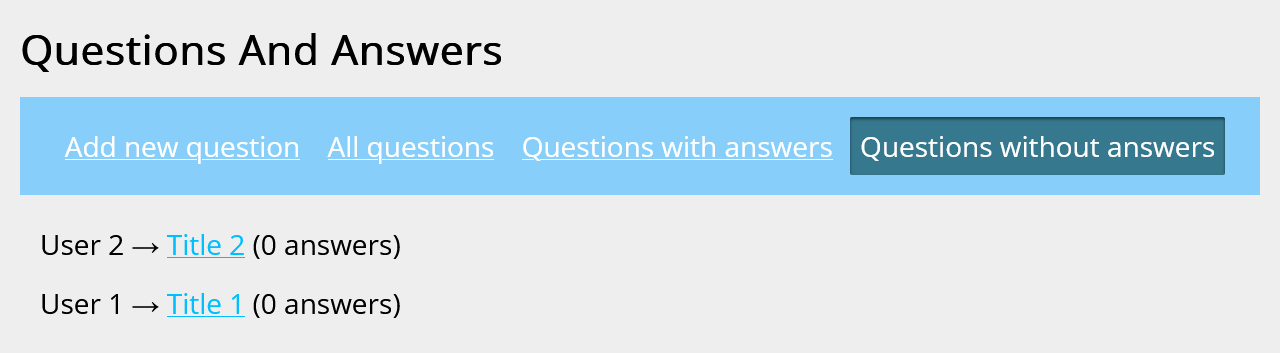 Questions And Answers
Add new question All questions Questions with answers Questions without answers
User 2 → Title 2 (0 answers)
User 1 → Title 1 (0 answers)